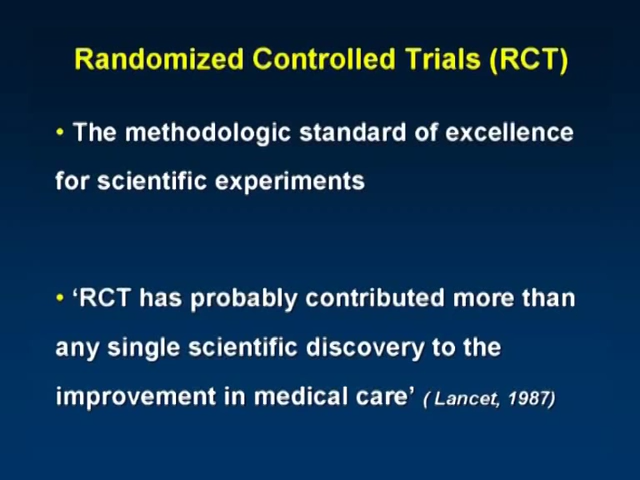 Randomized Controlled Trials (RCT)
• The methodologic standard of excellence
for scientific experiments
• ‘RCT has probably contributed more than
any single scientific discovery to the
improvement in medical care’ ( Lancet, 1987)